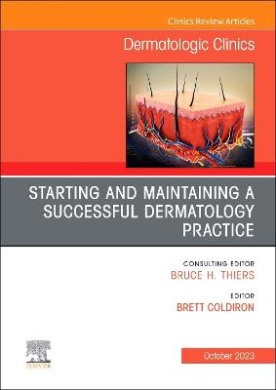 Clinics Review Articles
Dermatologic Clinics
STARTING AND MAINTAINING A
SUCCESSFUL DERMATOLOGY
PRACTICE
CONSULTING EDITOR
BRUCE H. THIERS
EDITOR
BRETT COLDIRON
ELSEVIER
October 2023